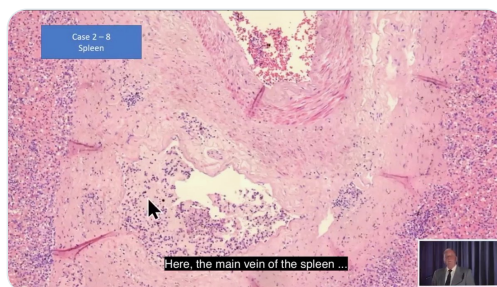 Case 2 – 8
Spleen
Here, the main vein of the spleen ...